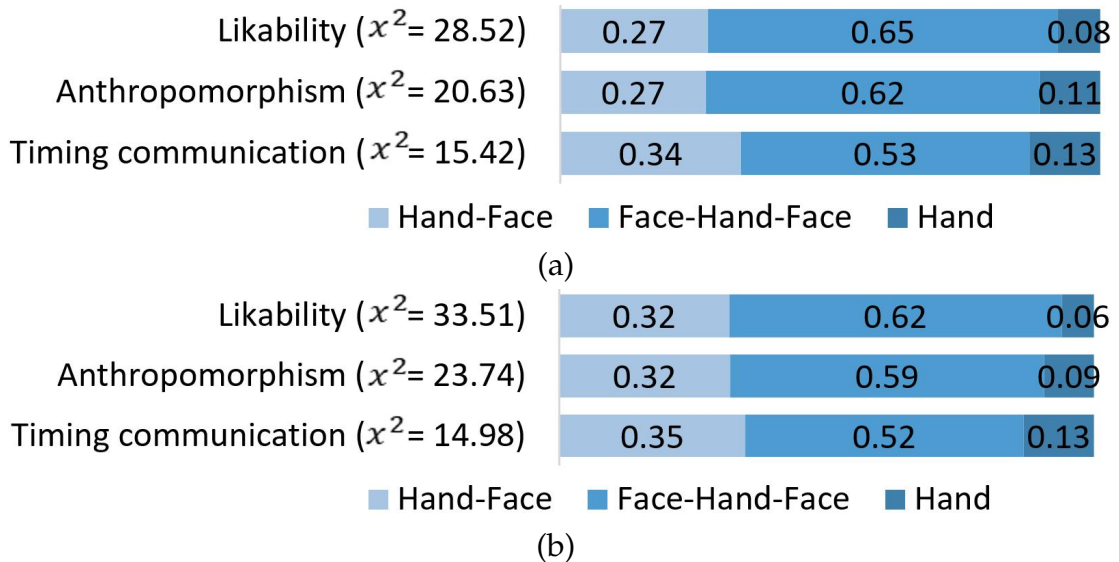 Likability (x²= 28.52) 0.27 0.65 0.08
Anthropomorphism (x²= 20.63) 0.27 0.62 0.11
Timing communication (x²= 15.42) 0.34 0.53 0.13
Hand-Face Face-Hand-Face Hand
(a)
Likability (x²= 33.51) 0.32 0.62 0.06
Anthropomorphism (x²= 23.74) 0.32 0.59 0.09
Timing communication (x²= 14.98) 0.35 0.52 0.13
Hand-Face Face-Hand-Face Hand
(b)